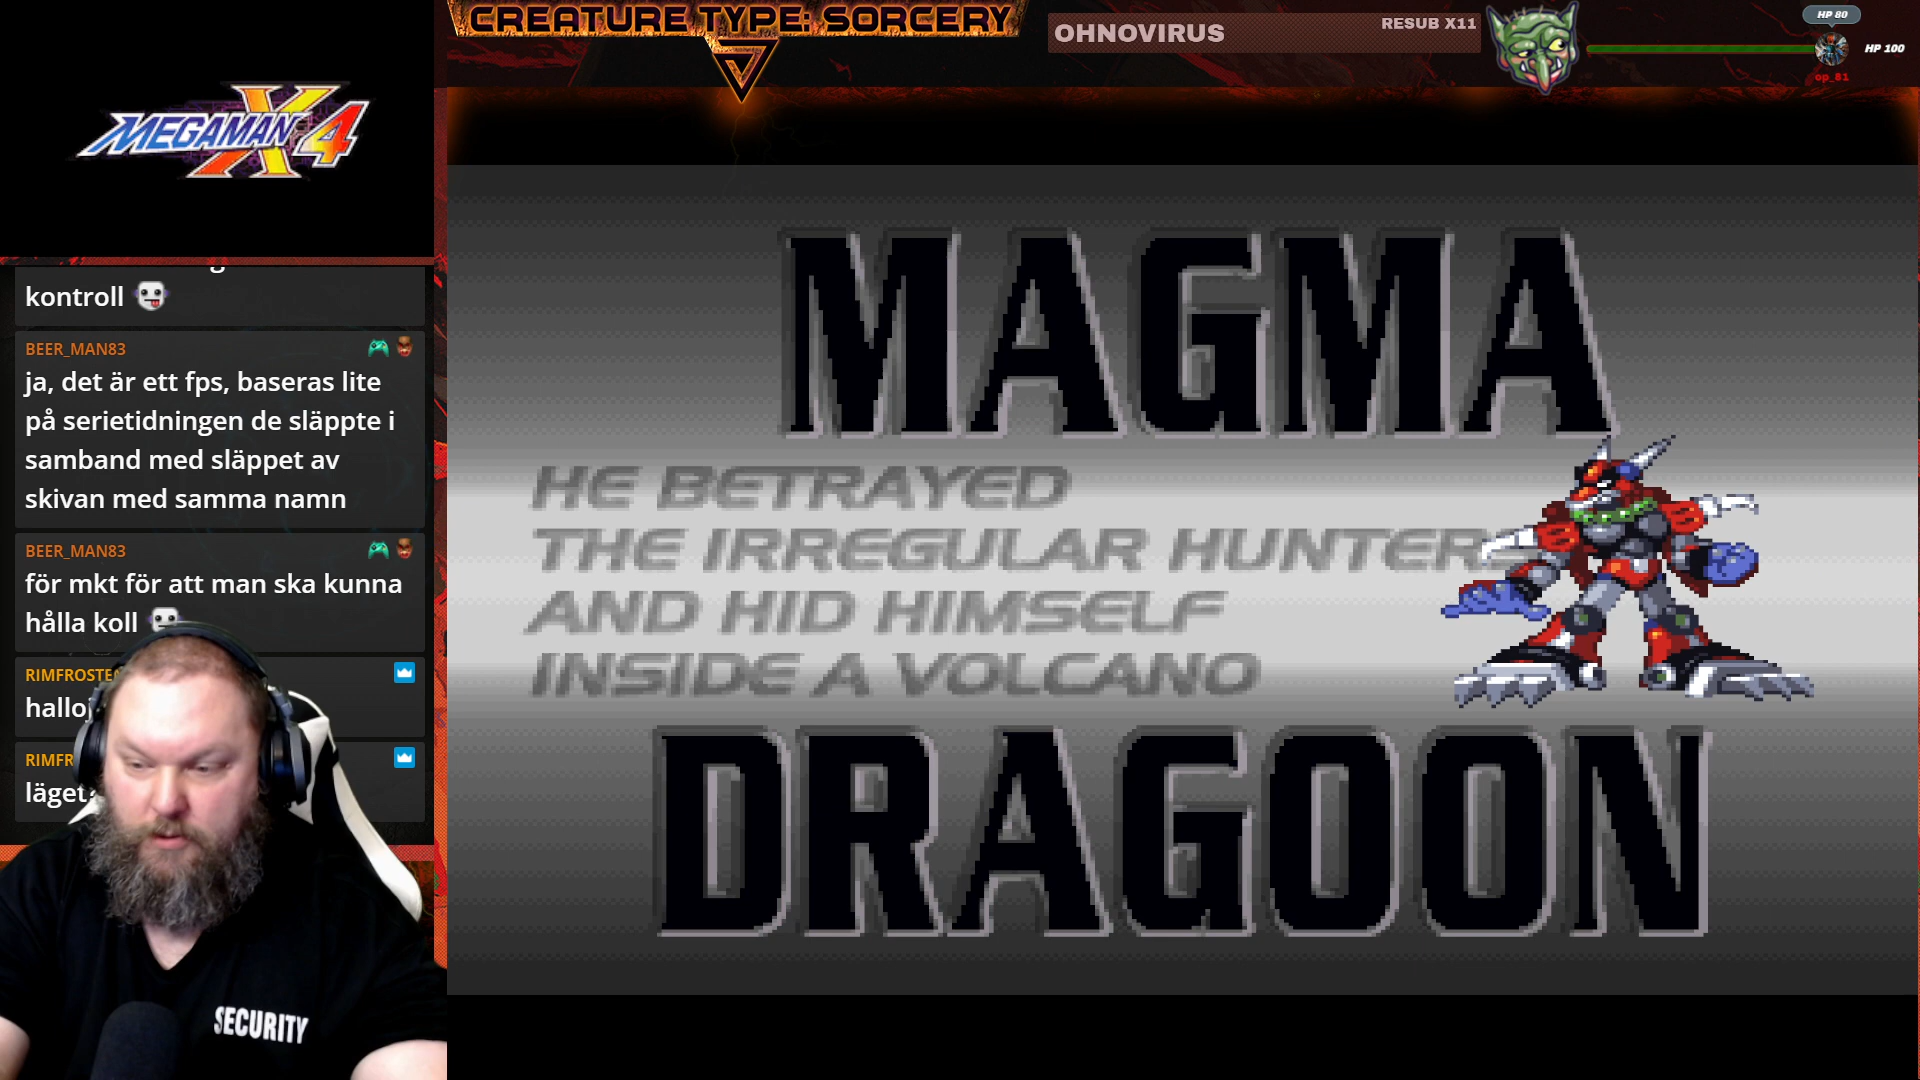 MEGAMAN X4
CREATURE TYPE: SORCERY
OHNOVIRUS
RESUB X11
HP 80
HP 100
op_81
kontroll
BEER_MAN83
ja, det är ett fps, baseras lite
på serietidningen de släppte i
samband med släppet av
skivan med samma namn
BEER_MAN83
för mkt för att man ska kunna
hålla koll
MAGMA
HE BETRAYED
THE IRREGULAR HUNTER
AND HID HIMSELF
INSIDE A VOLCANO
DRAGOON
SECURITY